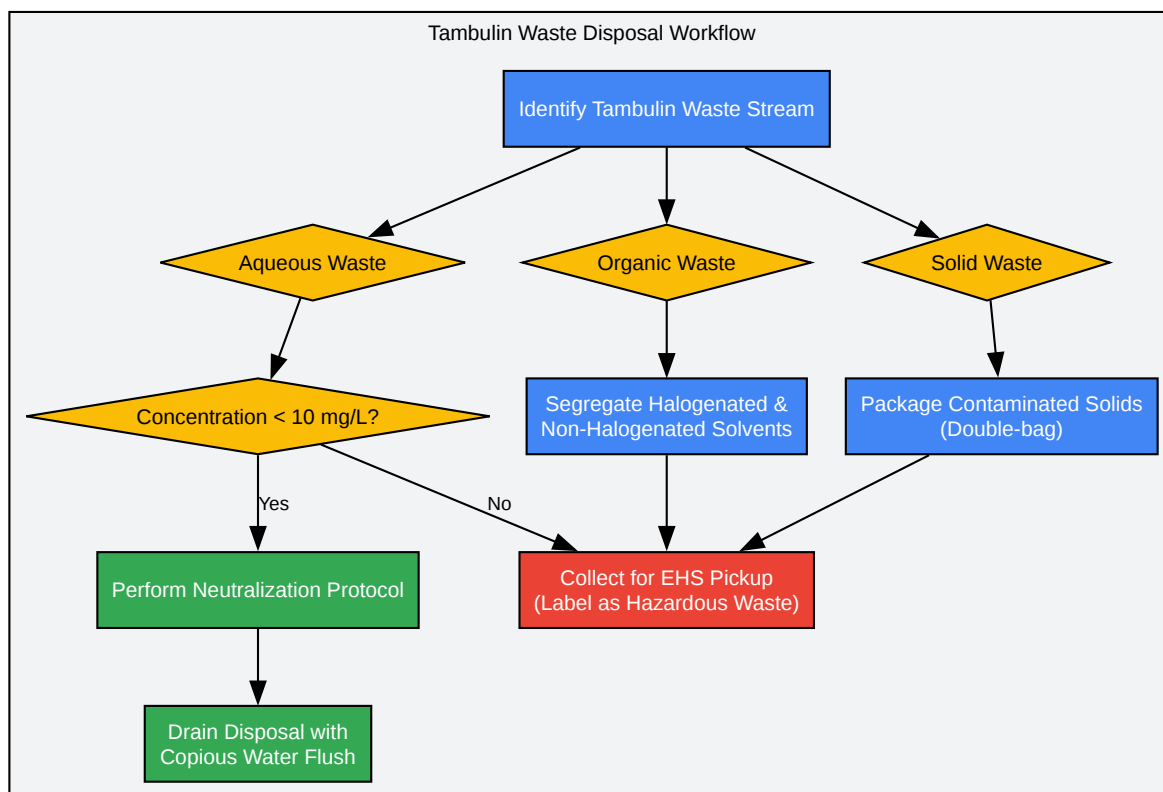 Tambulin Waste Disposal Workflow
Identify Tambulin Waste Stream
Aqueous Waste
Organic Waste
Solid Waste
Concentration < 10 mg/L?
Segregate Halogenated &
Non-Halogenated Solvents
Package Contaminated Solids
(Double-bag)
Yes
No
Perform Neutralization Protocol
Collect for EHS Pickup
(Label as Hazardous Waste)
Drain Disposal with
Copious Water Flush